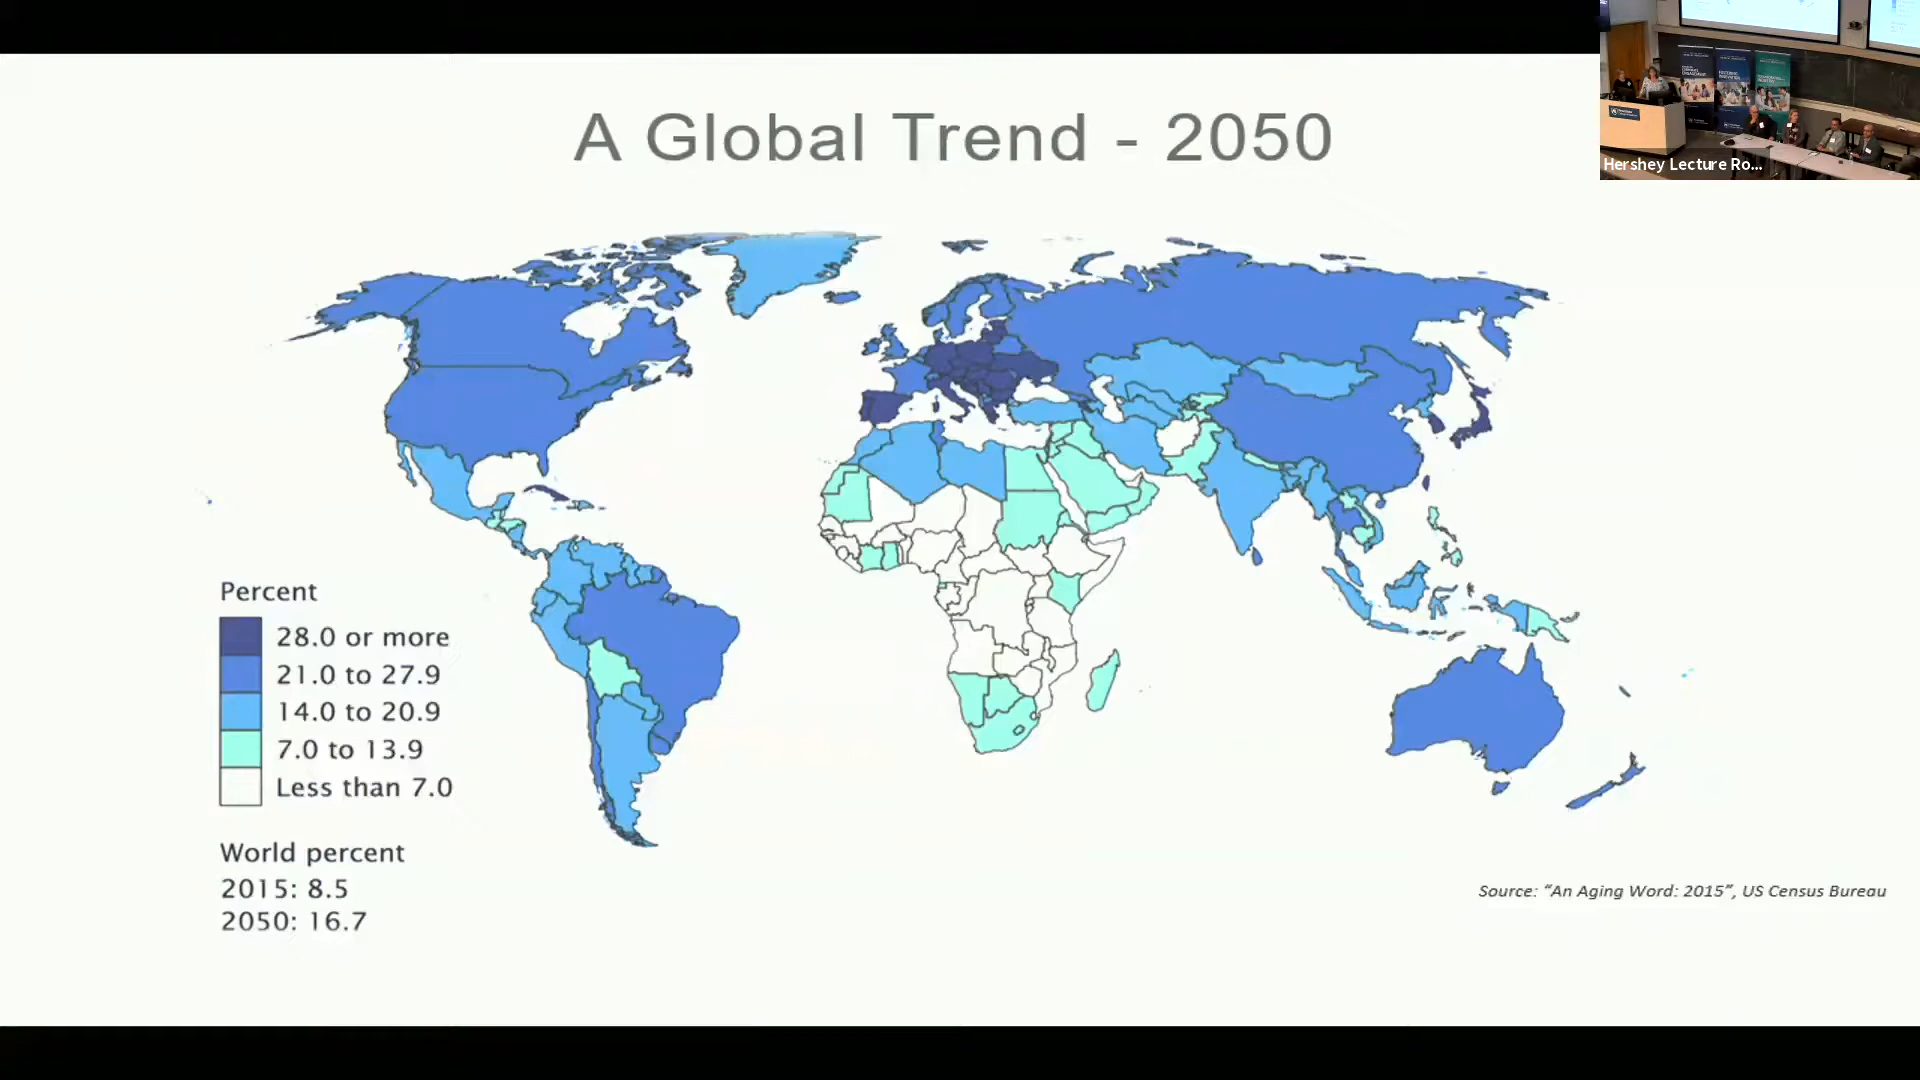 A Global Trend - 2050
Hershey Lecture Ro...
Percent
28.0 or more
21.0 to 27.9
14.0 to 20.9
7.0 to 13.9
Less than 7.0
World percent
2015: 8.5
2050: 16.7
Source: “An Aging Word: 2015”, US Census Bureau